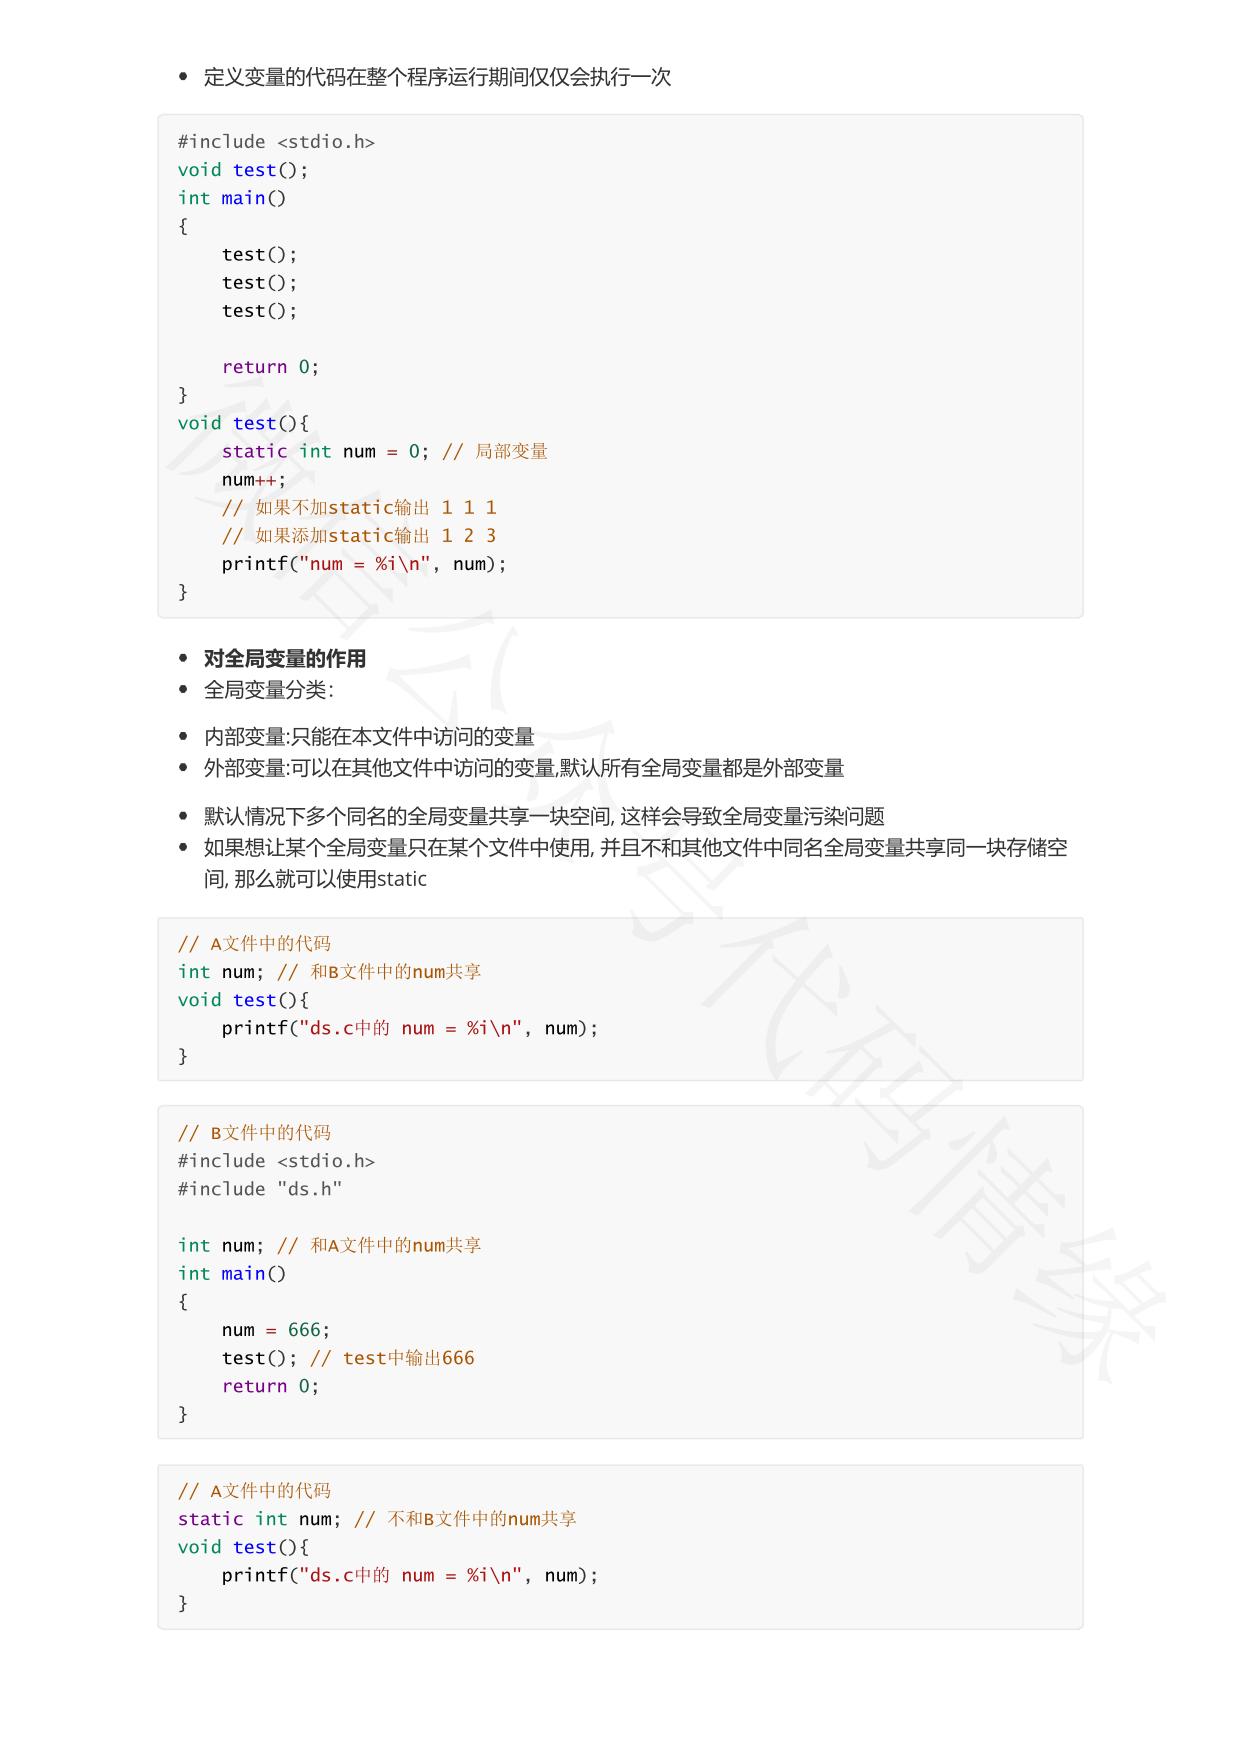 定义变量的代码在整个程序运行期间仅仅会执行一次
#include <stdio.h>
void test();
int main()
{
    test();
    test();
    test();

    return 0;
}
void test(){
    static int num = 0; // 局部变量
    num++;
    // 如果不加static输出 1 1 1
    // 如果添加static输出 1 2 3
    printf("num = %i\n", num);
}
对全局变量的作用
全局变量分类：
内部变量:只能在本文件中访问的变量
外部变量:可以在其他文件中访问的变量,默认所有全局变量都是外部变量
默认情况下多个同名的全局变量共享一块空间, 这样会导致全局变量污染问题
如果想让某个全局变量只在某个文件中使用, 并且不和其他文件中同名全局变量共享同一块存储空
间, 那么就可以使用static
// A文件中的代码
int num; // 和B文件中的num共享
void test(){
    printf("ds.c中的 num = %i\n", num);
}
// B文件中的代码
#include <stdio.h>
#include "ds.h"

int num; // 和A文件中的num共享
int main()
{
    num = 666;
    test(); // test中输出666
    return 0;
}
// A文件中的代码
static int num; // 不和B文件中的num共享
void test(){
    printf("ds.c中的 num = %i\n", num);
}
微信公众号代码情缘